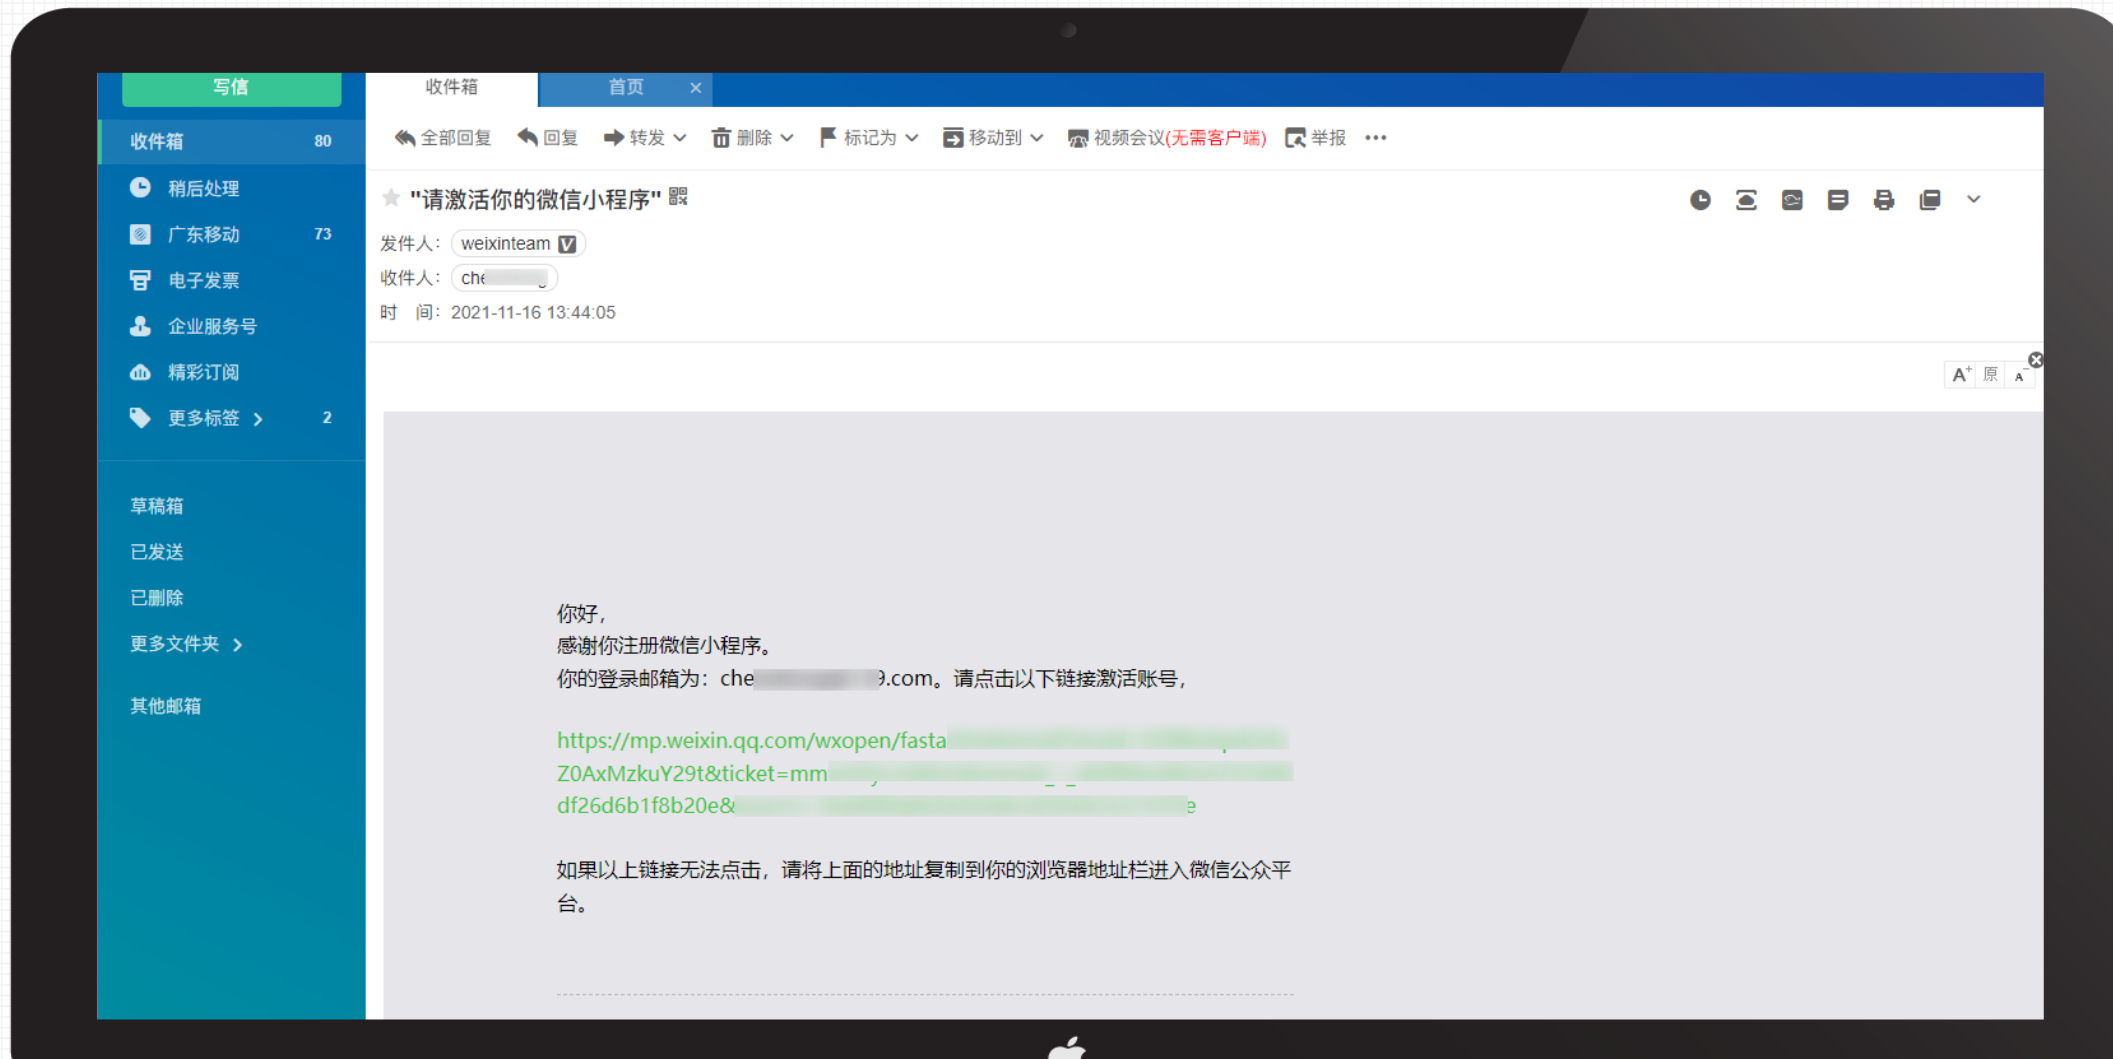 写信
收件箱 80
稍后处理
广东移动 73
电子发票
企业服务号
精彩订阅
更多标签 2
草稿箱
已发送
已删除
更多文件夹
其他邮箱
收件箱 首页
全部回复 回复 转发 删除 标记为 移动到 视频会议(无需客户端) 举报
"请激活你的微信小程序"
发件人： weixinteam V
收件人： che
时 间： 2021-11-16 13:44:05
A+ 原 A-
你好，
感谢你注册微信小程序。
你的登录邮箱为：che 9.com。请点击以下链接激活账号，
https://mp.weixin.qq.com/wxopen/fasta
Z0AxMzkuY29t&ticket=mm
df26d6b1f8b20e& e
如果以上链接无法点击，请将上面的地址复制到你的浏览器地址栏进入微信公众平
台。